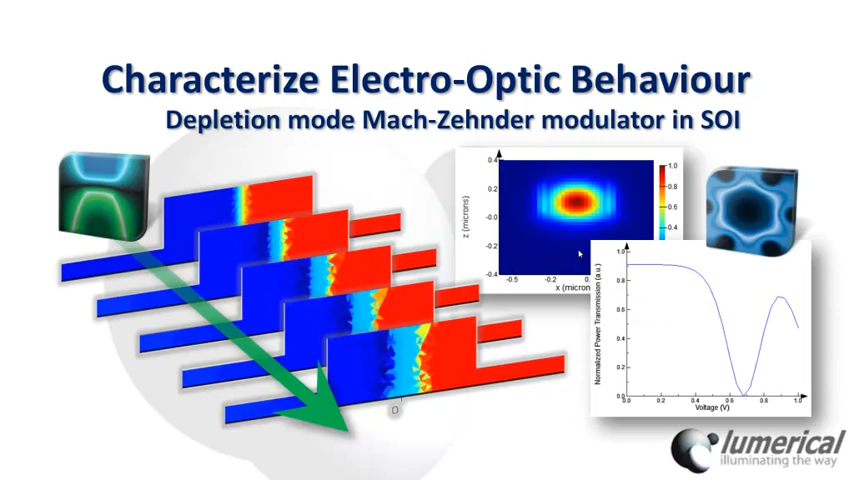 Characterize Electro-Optic Behaviour
Depletion mode Mach-Zehnder modulator in SOI
0.4
0.2
-0.0
-0.2
-0.4
z (microns)
-0.5
-0.2
0.
x (micron
1.0
0.8
0.6
0.4
1.0
0.8
0.6
0.4
0.2
0.0
Normalized Power Transmission (a.u.)
0.0 0.2 0.4 0.6 0.8 1.0
Voltage (V)
0
lumerical
illuminating the way